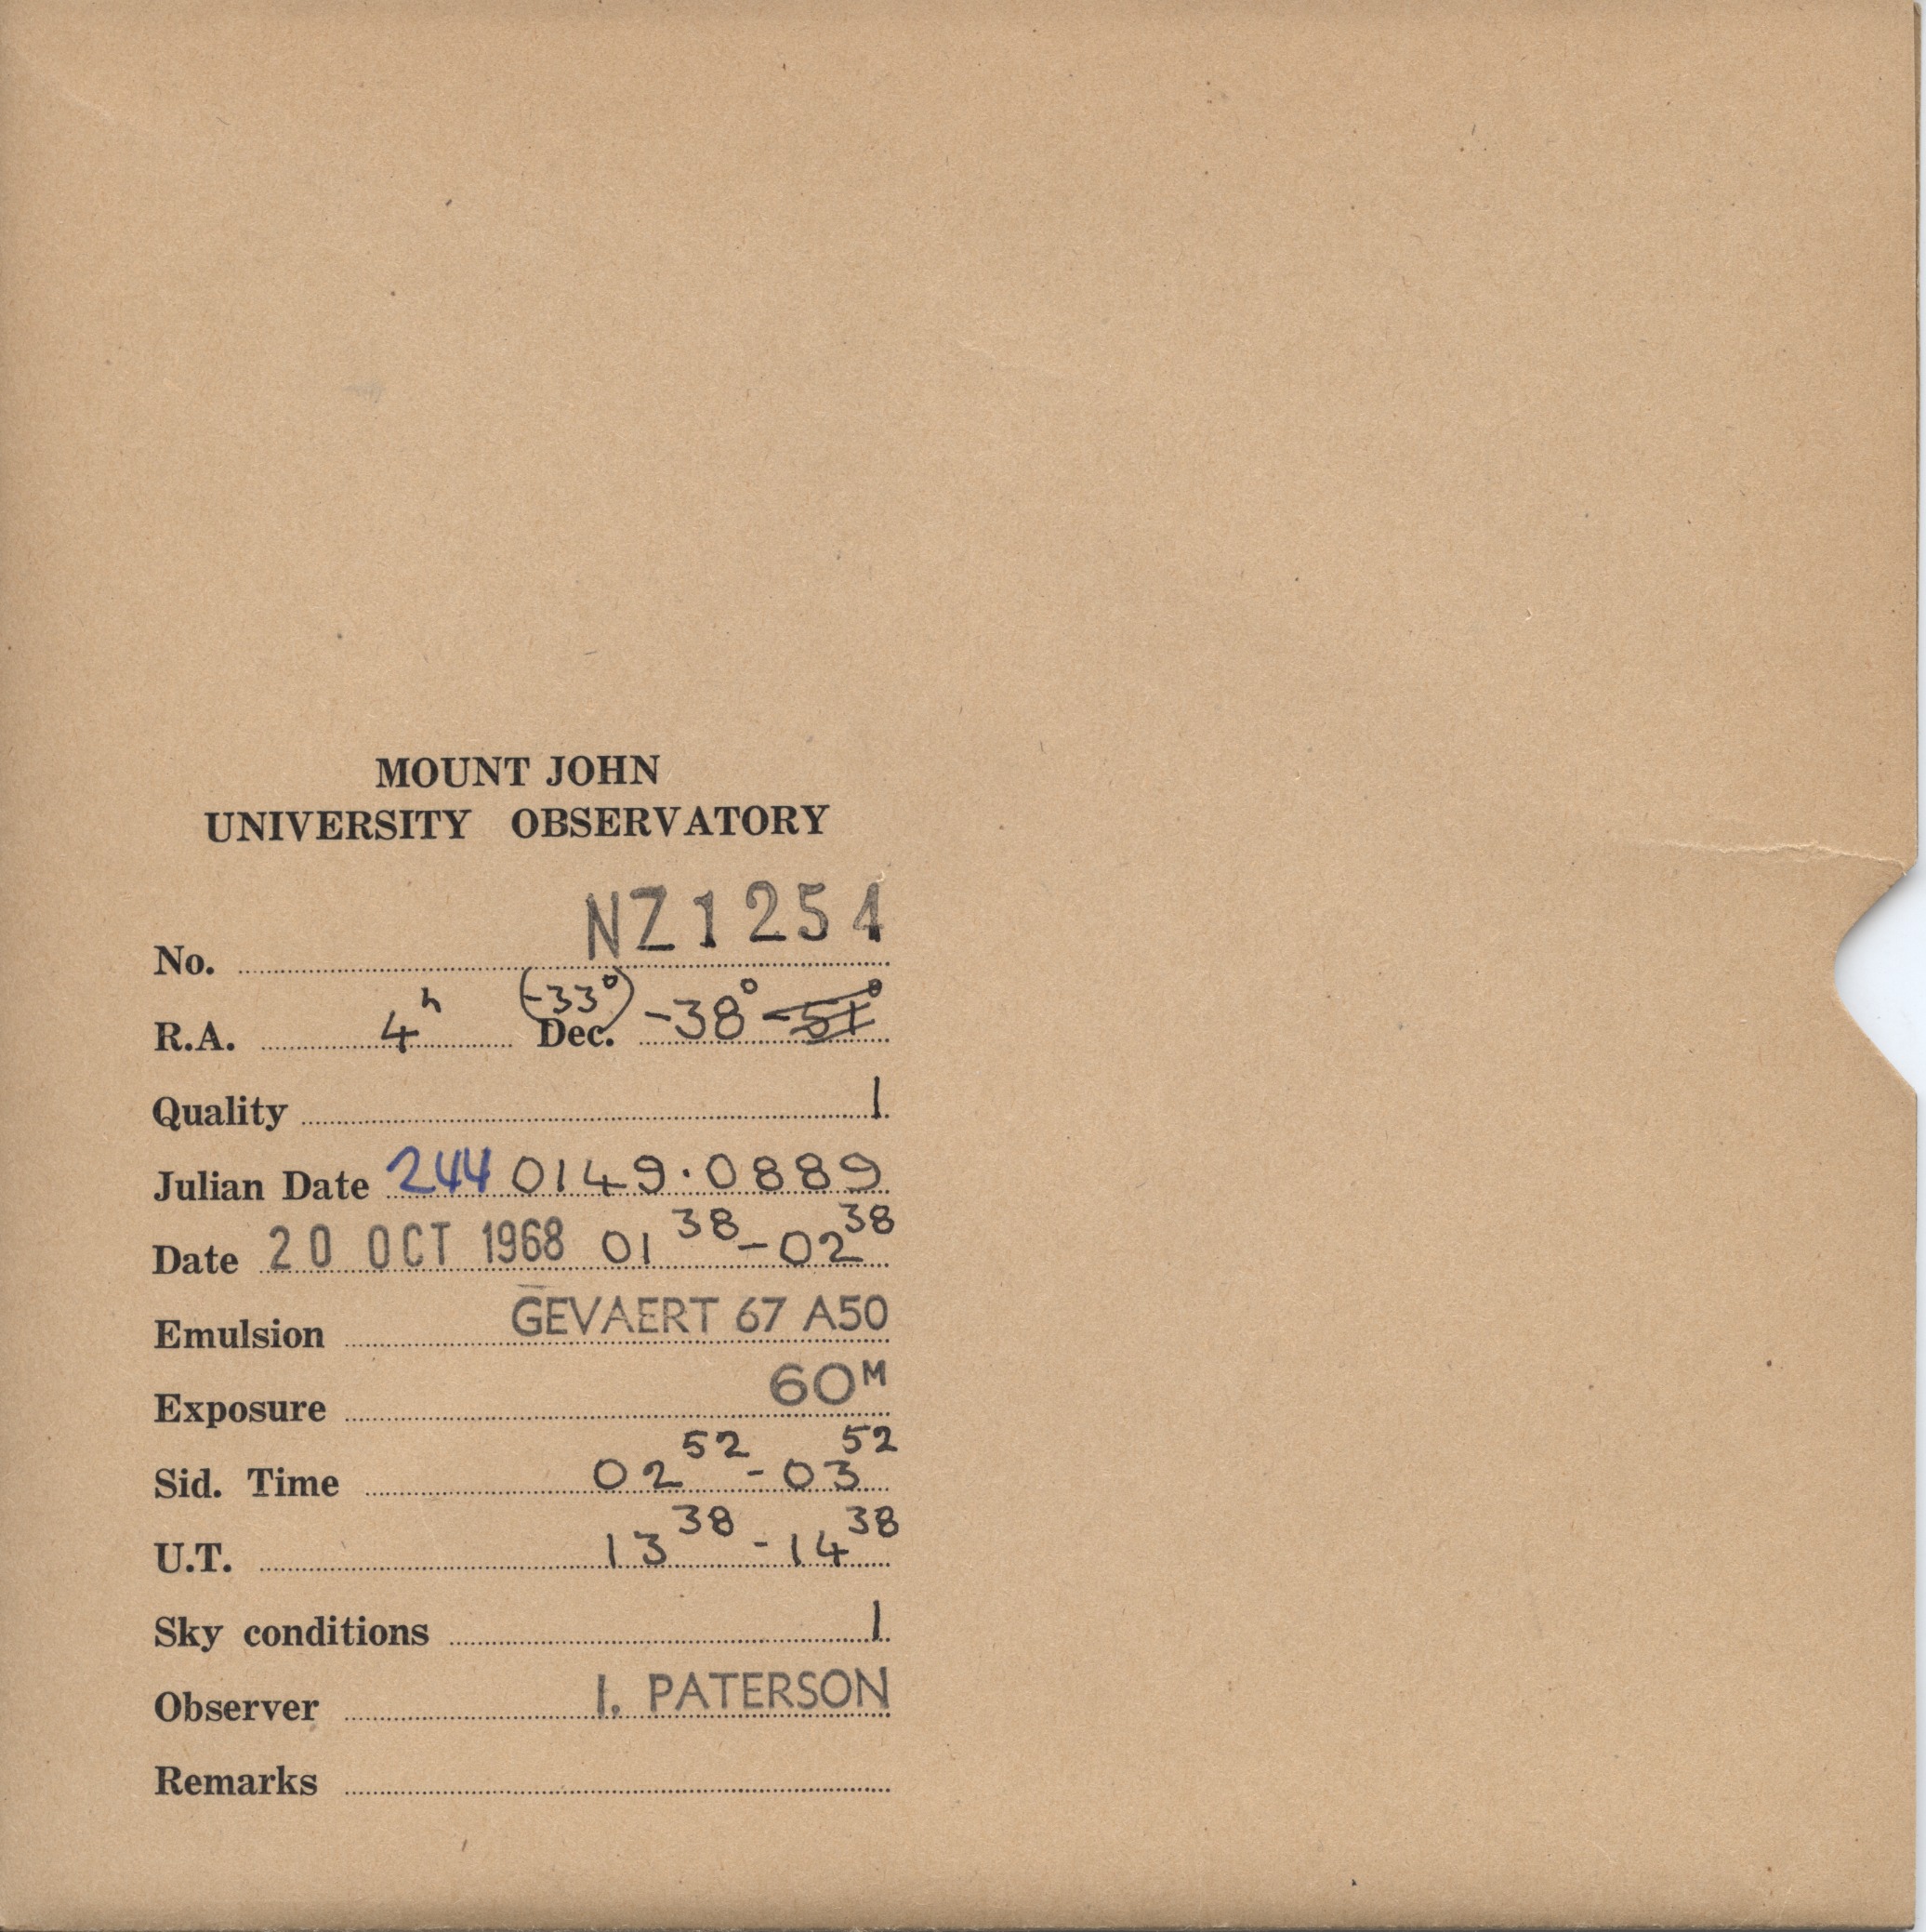 MOUNT JOHN
UNIVERSITY OBSERVATORY
No. NZ1254
R.A. 4h Dec. (-33°) -38° -51°
Quality 1
Julian Date 2440149.0889
Date 20 OCT 1968 01 38 - 02 38
Emulsion GEVAERT 67 A50
Exposure 60M
Sid. Time 02 52 - 03 52
U.T. 13 38 - 14 38
Sky conditions 1
Observer I. PATERSON
Remarks